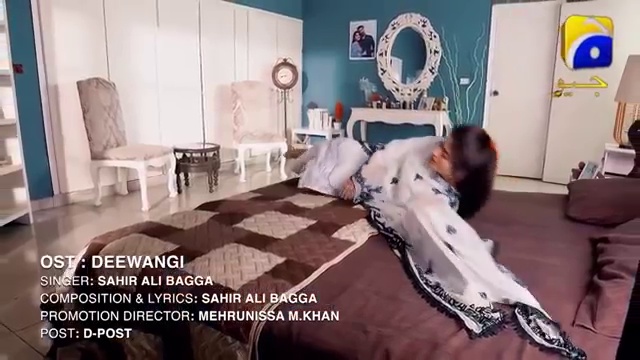 جیو
OST : DEEWANGI
SINGER: SAHIR ALI BAGGA
COMPOSITION & LYRICS: SAHIR ALI BAGGA
PROMOTION DIRECTOR: MEHRUNISSA M.KHAN
POST: D-POST